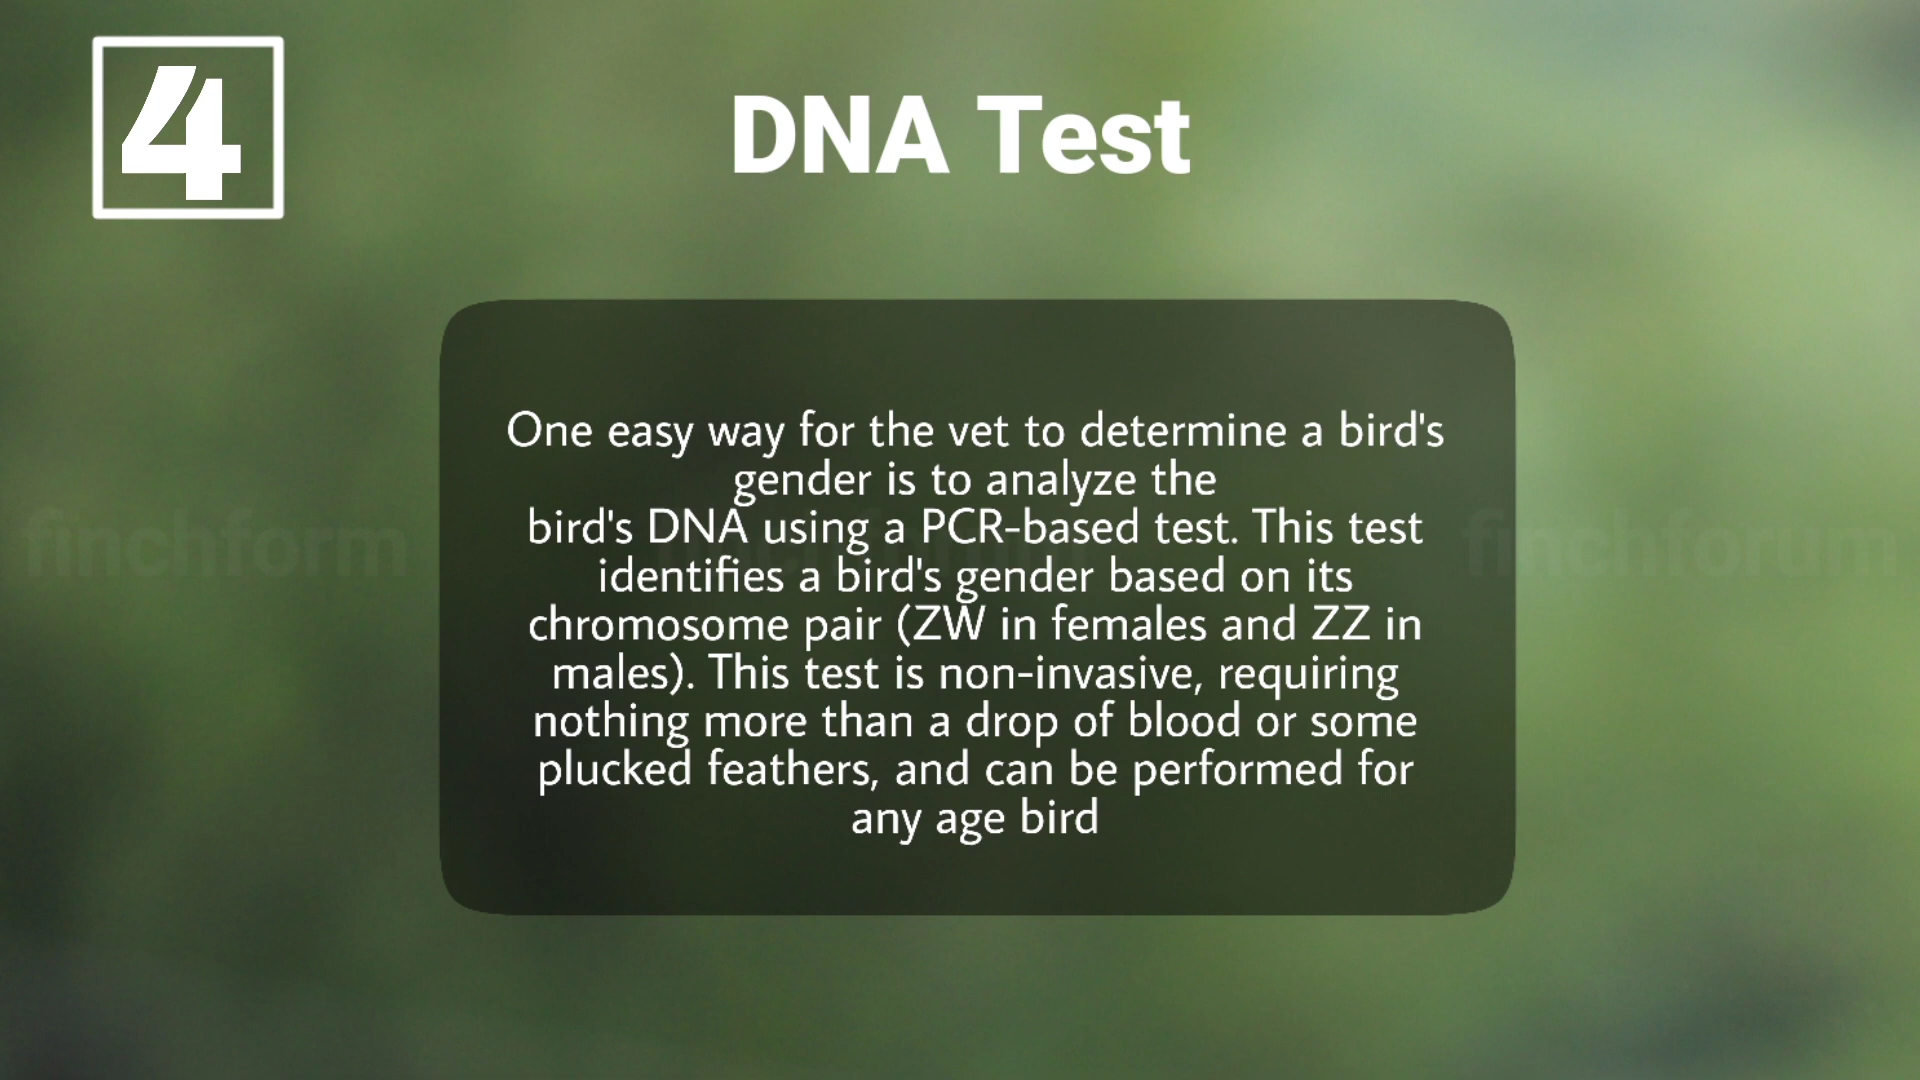 4
DNA Test
One easy way for the vet to determine a bird's
gender is to analyze the
bird's DNA using a PCR-based test. This test
identifies a bird's gender based on its
chromosome pair (ZW in females and ZZ in
males). This test is non-invasive, requiring
nothing more than a drop of blood or some
plucked feathers, and can be performed for
any age bird
finchform
finchforum